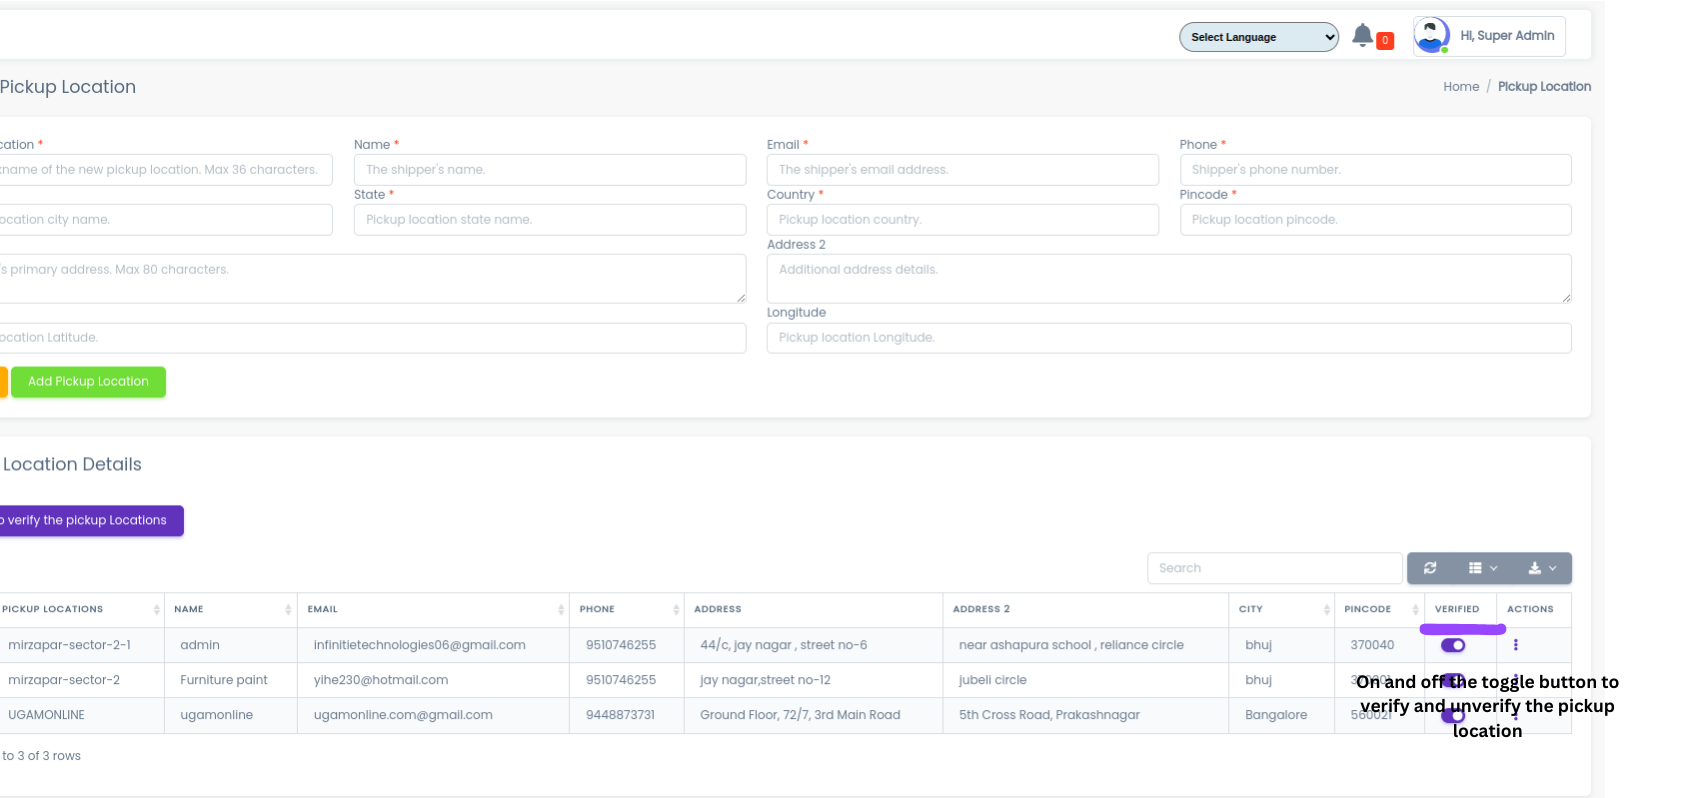 Select Language
0
Hi, Super Admin
Pickup Location
Home / Pickup Location
cation * Name * Email * Phone *
kname of the new pickup location. Max 36 characters. The shipper's name. The shipper's email address. Shipper's phone number.
State * Country * Pincode *
ocation city name. Pickup location state name. Pickup location country. Pickup location pincode.
Address 2
's primary address. Max 80 characters. Additional address details.
Longitude
ocation Latitude. Pickup location Longitude.
Add Pickup Location
Location Details
o verify the pickup Locations
Search
PICKUP LOCATIONS NAME EMAIL PHONE ADDRESS ADDRESS 2 CITY PINCODE VERIFIED ACTIONS
mirzapar-sector-2-1 admin infinitietechnologies06@gmail.com 9510746255 44/c, jay nagar , street no-6 near ashapura school , reliance circle bhuj 370040
mirzapar-sector-2 Furniture paint yihe230@hotmail.com 9510746255 jay nagar,street no-12 jubeli circle bhuj
UGAMONLINE ugamonline ugamonline.com@gmail.com 9448873731 Ground Floor, 72/7, 3rd Main Road 5th Cross Road, Prakashnagar Bangalore 560021
On and off the toggle button to
verify and unverify the pickup
location
to 3 of 3 rows